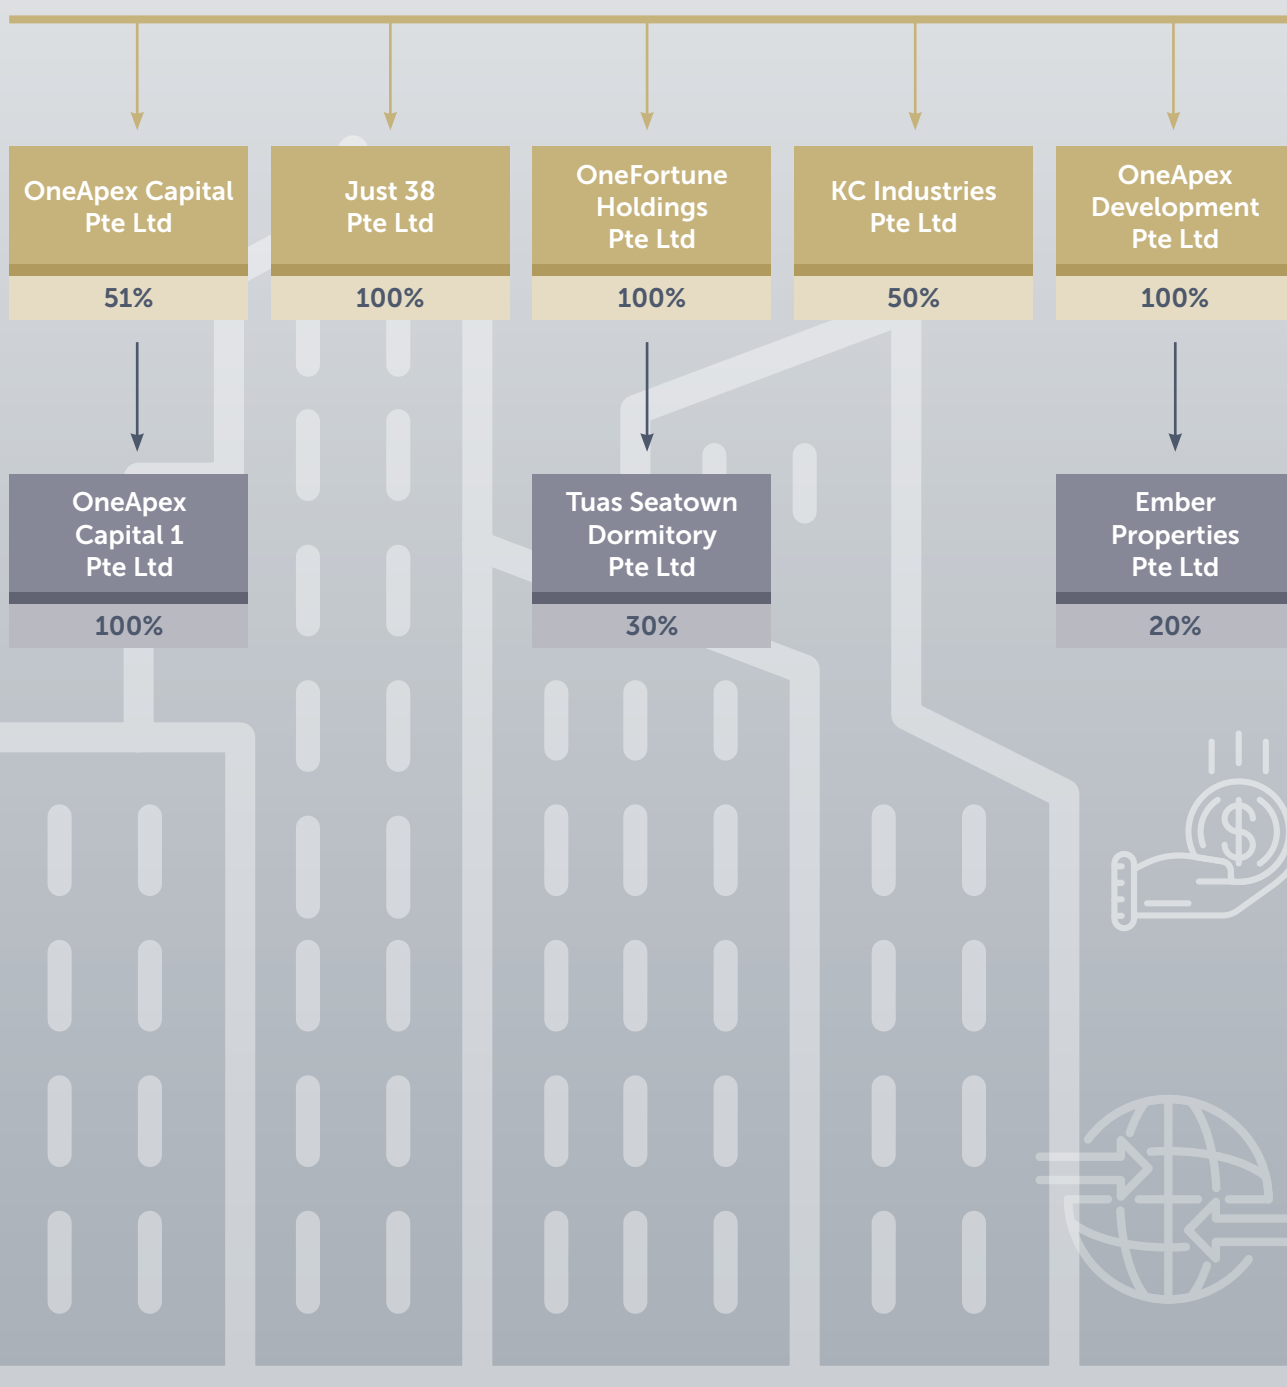 OneApex Capital
Pte Ltd
51%
Just 38
Pte Ltd
100%
OneFortune
Holdings
Pte Ltd
100%
KC Industries
Pte Ltd
50%
OneApex
Development
Pte Ltd
100%
OneApex
Capital 1
Pte Ltd
100%
Tuas Seatown
Dormitory
Pte Ltd
30%
Ember
Properties
Pte Ltd
20%
$